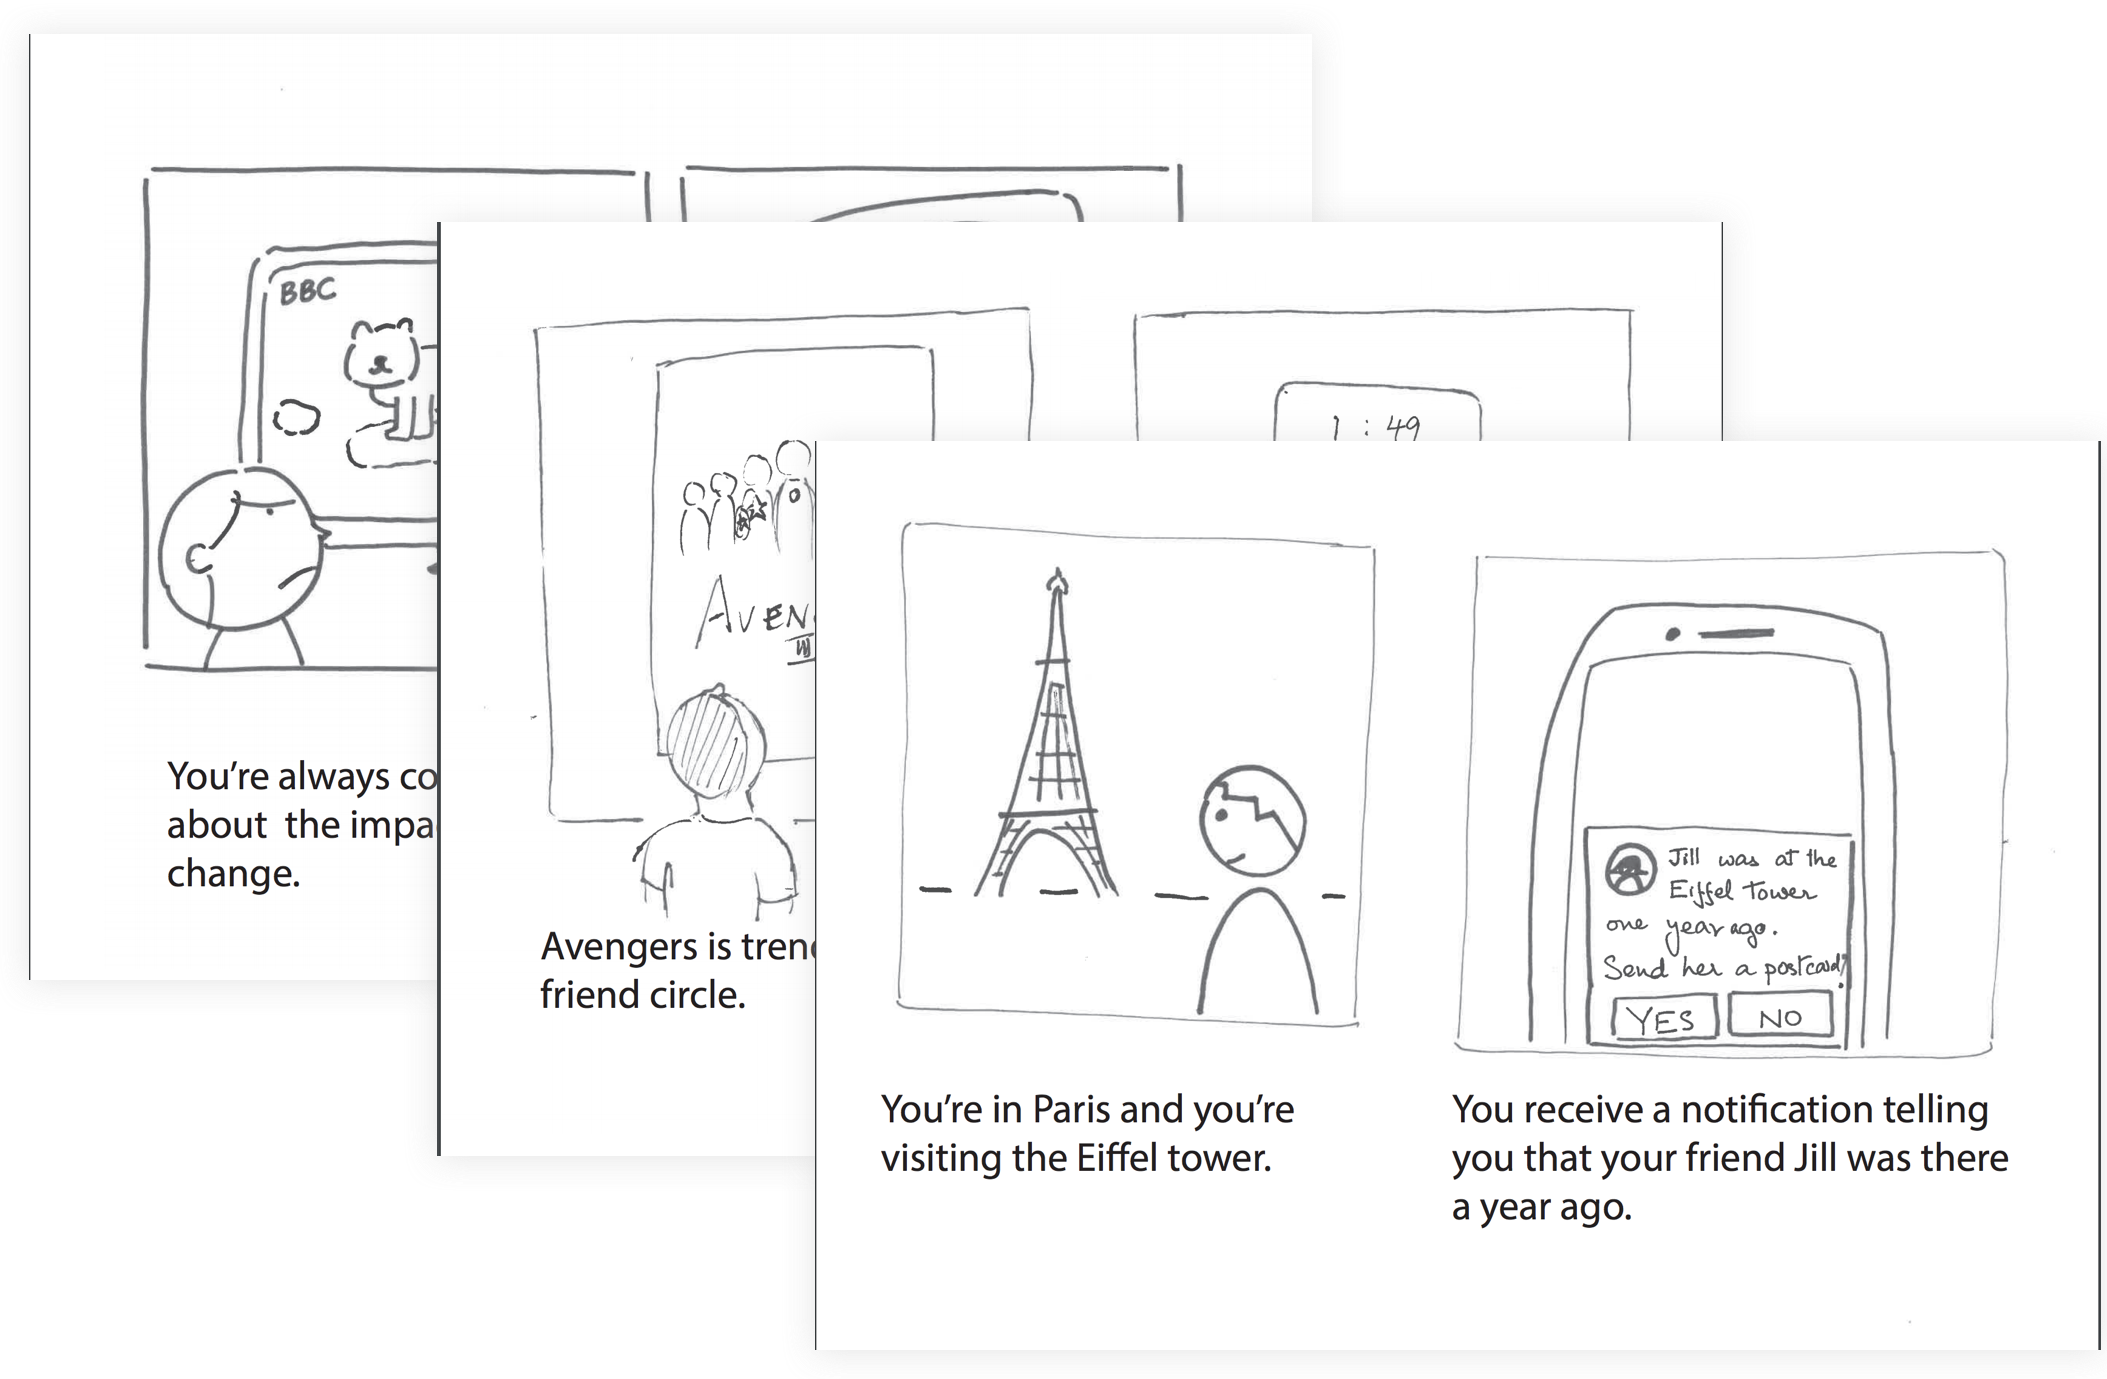 BBC
You're always co
about  the impa
change.
AVEN
III
1 : 49
Avengers is tren
friend circle.
Jill was at the
Eiffel Tower
one year ago.
Send her a postcard?
YES NO
You're in Paris and you're
visiting the Eiffel tower.
You receive a notification telling
you that your friend Jill was there
a year ago.